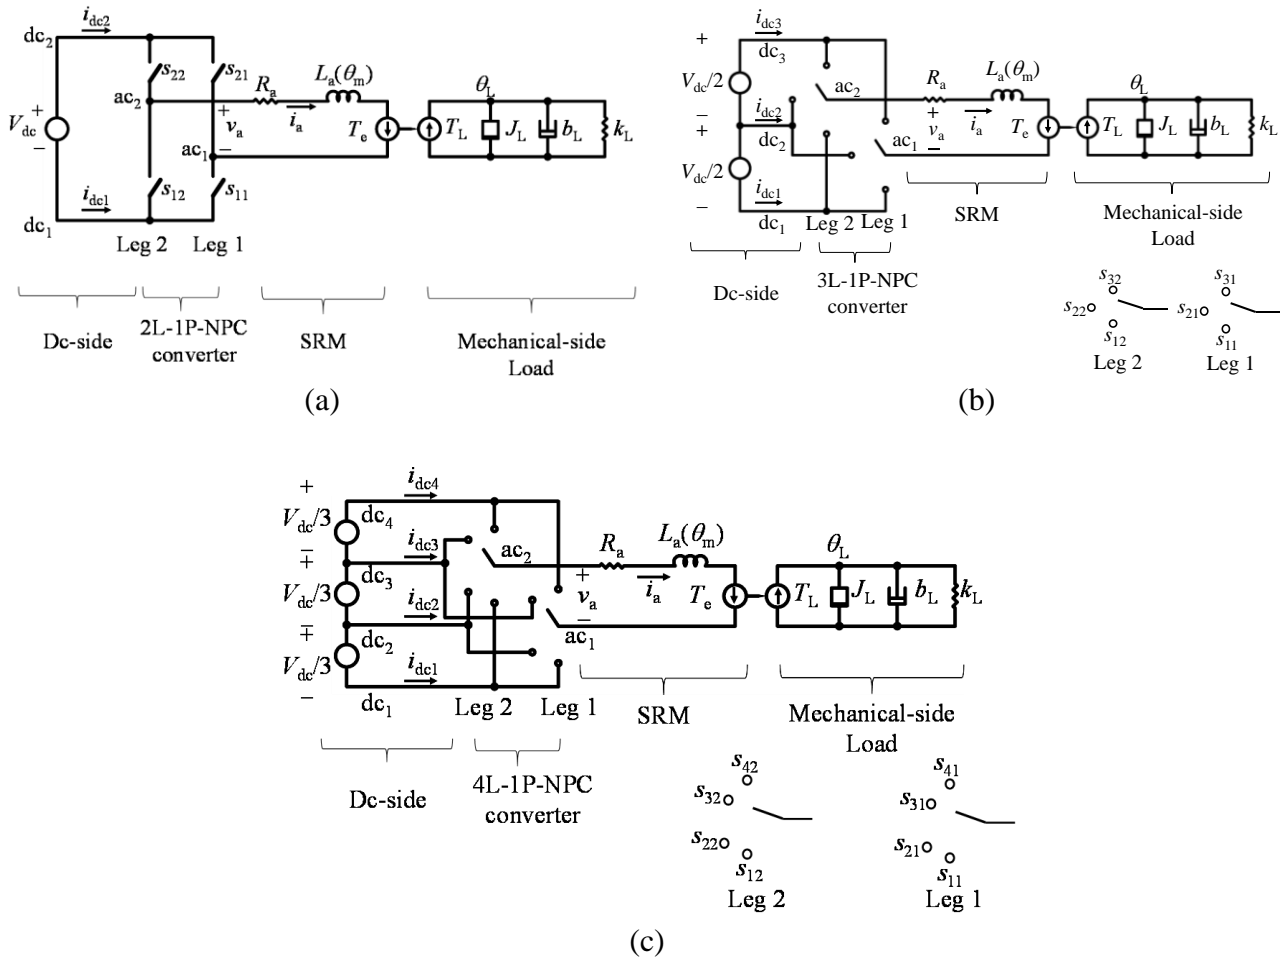 i_dc2
dc_2
s_22
s_21
L_a(θ_m)
R_a
θ_L
ac_2
+
+
V_dc
v_a
i_a
T_e
T_L
J_L
b_L
k_L
−
ac_1
−
s_12
s_11
i_dc1
dc_1
Leg 2
Leg 1
Dc-side
2L-1P-NPC
converter
SRM
Mechanical-side
Load
(a)
i_dc3
+
dc_3
V_dc/2
ac_2
R_a
L_a(θ_m)
θ_L
−
i_dc2
+
dc_2
+
v_a
−
i_a
T_e
T_L
J_L
b_L
k_L
ac_1
V_dc/2
i_dc1
−
dc_1
Leg 2
Leg 1
SRM
Mechanical-side
Load
Dc-side
3L-1P-NPC
converter
s_32
s_22
s_12
Leg 2
s_31
s_21
s_11
Leg 1
(b)
i_dc4
+
V_dc/3
dc_4
−
+
i_dc3
dc_3
ac_2
R_a
L_a(θ_m)
θ_L
V_dc/3
i_dc2
+
v_a
−
i_a
T_e
T_L
J_L
b_L
k_L
−
+
dc_2
ac_1
V_dc/3
i_dc1
−
dc_1
Leg 2
Leg 1
SRM
Mechanical-side
Load
Dc-side
4L-1P-NPC
converter
s_42
s_32
s_22
s_12
Leg 2
s_41
s_31
s_21
s_11
Leg 1
(c)